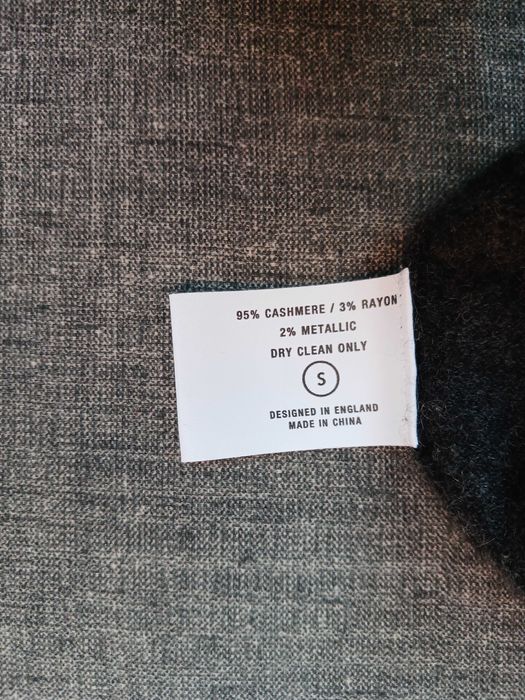 95% CASHMERE / 3% RAYON
2% METALLIC
DRY CLEAN ONLY
S
DESIGNED IN ENGLAND
MADE IN CHINA